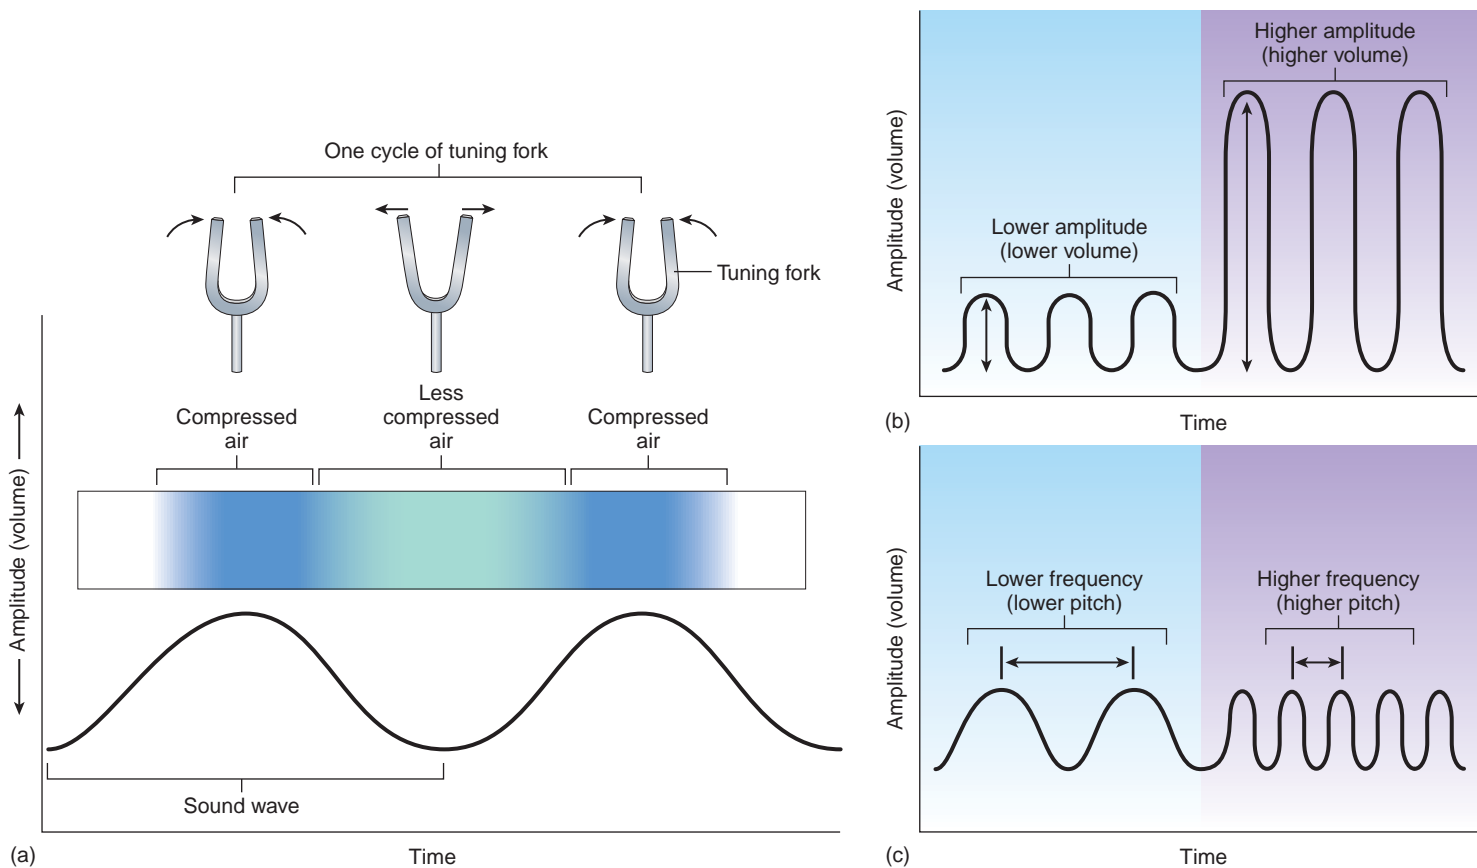 One cycle of tuning fork
Tuning fork
Compressed
air
Less
compressed
air
Compressed
air
Amplitude (volume)
Sound wave
(a)
Time
Higher amplitude
(higher volume)
Lower amplitude
(lower volume)
Amplitude (volume)
(b)
Time
Lower frequency
(lower pitch)
Higher frequency
(higher pitch)
Amplitude (volume)
(c)
Time